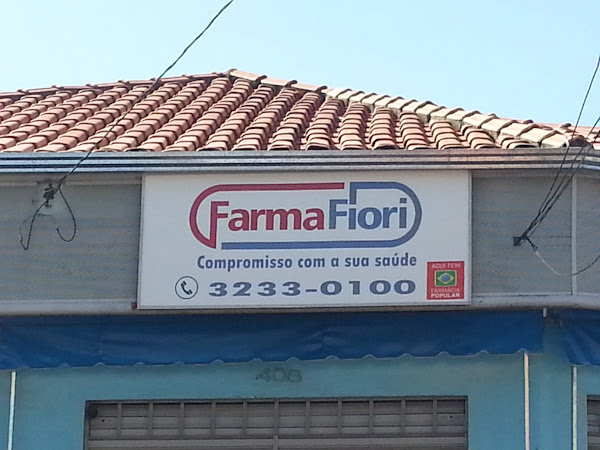 FarmaFiori
Compromisso com a sua saúde
3233-0100
AQUI TEM
FARMÁCIA
POPULAR
408